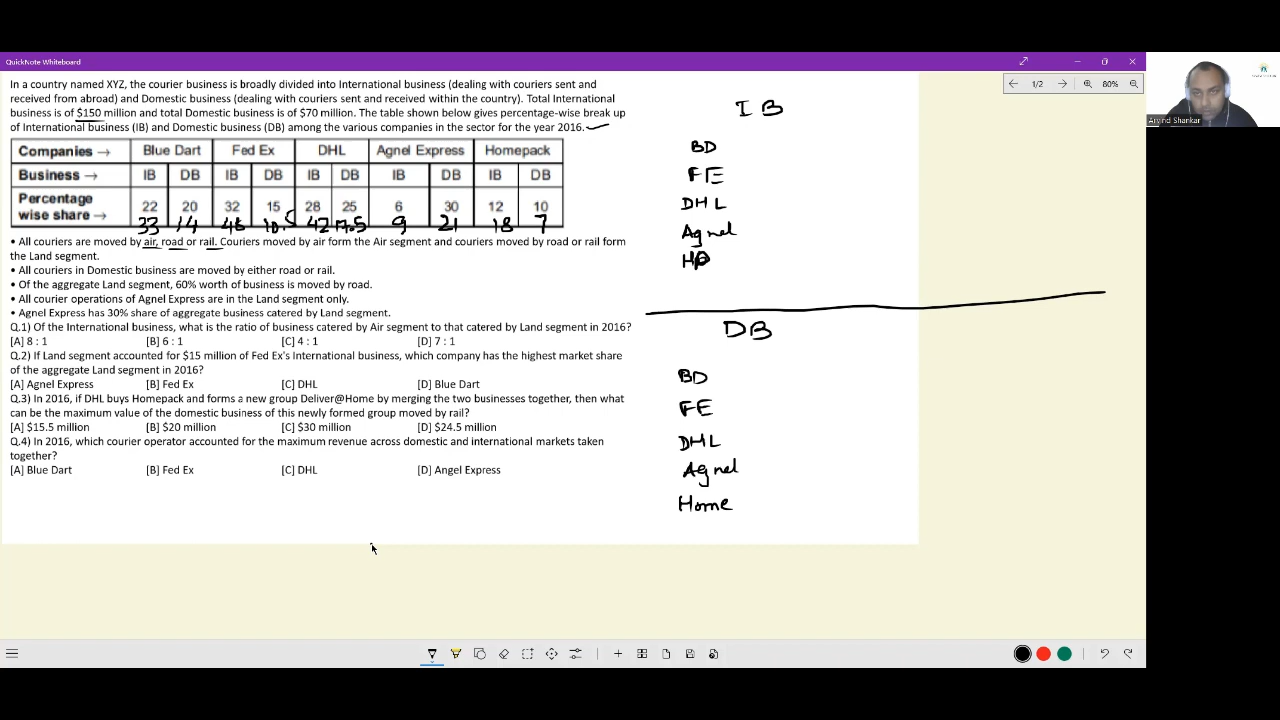 QuickNote Whiteboard
1/2
80%
Arvind Shankar
In a country named XYZ, the courier business is broadly divided into International business (dealing with couriers sent and
received from abroad) and Domestic business (dealing with couriers sent and received within the country). Total International
business is of $150 million and total Domestic business is of $70 million. The table shown below gives percentage-wise break up
of International business (IB) and Domestic business (DB) among the various companies in the sector for the year 2016.
Companies → Blue Dart Fed Ex DHL Agnel Express Homepack
Business → IB DB IB DB IB DB IB DB IB DB
Percentage wise share → 22 20 32 15 28 25 6 30 12 10
33 14 48 10.5 42 17.5 9 21 18 7
• All couriers are moved by air, road or rail. Couriers moved by air form the Air segment and couriers moved by road or rail form
the Land segment.
• All couriers in Domestic business are moved by either road or rail.
• Of the aggregate Land segment, 60% worth of business is moved by road.
• All courier operations of Agnel Express are in the Land segment only.
• Agnel Express has 30% share of aggregate business catered by Land segment.
Q.1) Of the International business, what is the ratio of business catered by Air segment to that catered by Land segment in 2016?
[A] 8 : 1 [B] 6 : 1 [C] 4 : 1 [D] 7 : 1
Q.2) If Land segment accounted for $15 million of Fed Ex's International business, which company has the highest market share
of the aggregate Land segment in 2016?
[A] Agnel Express [B] Fed Ex [C] DHL [D] Blue Dart
Q.3) In 2016, if DHL buys Homepack and forms a new group Deliver@Home by merging the two businesses together, then what
can be the maximum value of the domestic business of this newly formed group moved by rail?
[A] $15.5 million [B] $20 million [C] $30 million [D] $24.5 million
Q.4) In 2016, which courier operator accounted for the maximum revenue across domestic and international markets taken
together?
[A] Blue Dart [B] Fed Ex [C] DHL [D] Angel Express
IB
BD
FE
DHL
Agnel
HP
DB
BD
FE
DHL
Agnel
Home